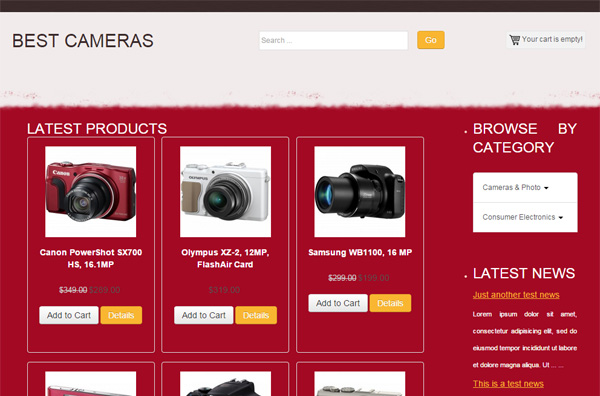 BEST CAMERAS
Search ...
Go
Your cart is empty!
LATEST PRODUCTS
Canon
Canon PowerShot SX700
HS, 16.1MP
$349.00 $289.00
Add to Cart
Details
OLYMPUS
Olympus XZ-2, 12MP,
FlashAir Card
$319.00
Add to Cart
Details
Samsung WB1100, 16 MP
$299.00 $199.00
Add to Cart
Details
BROWSE BY
CATEGORY
Cameras & Photo
Consumer Electronics
LATEST NEWS
Just another test news
Lorem ipsum dolor sit amet,
consectetur adipisicing elit, sed do
eiusmod tempor incididunt ut labore
et dolore magna aliqua. Ut ... ...
This is a test news